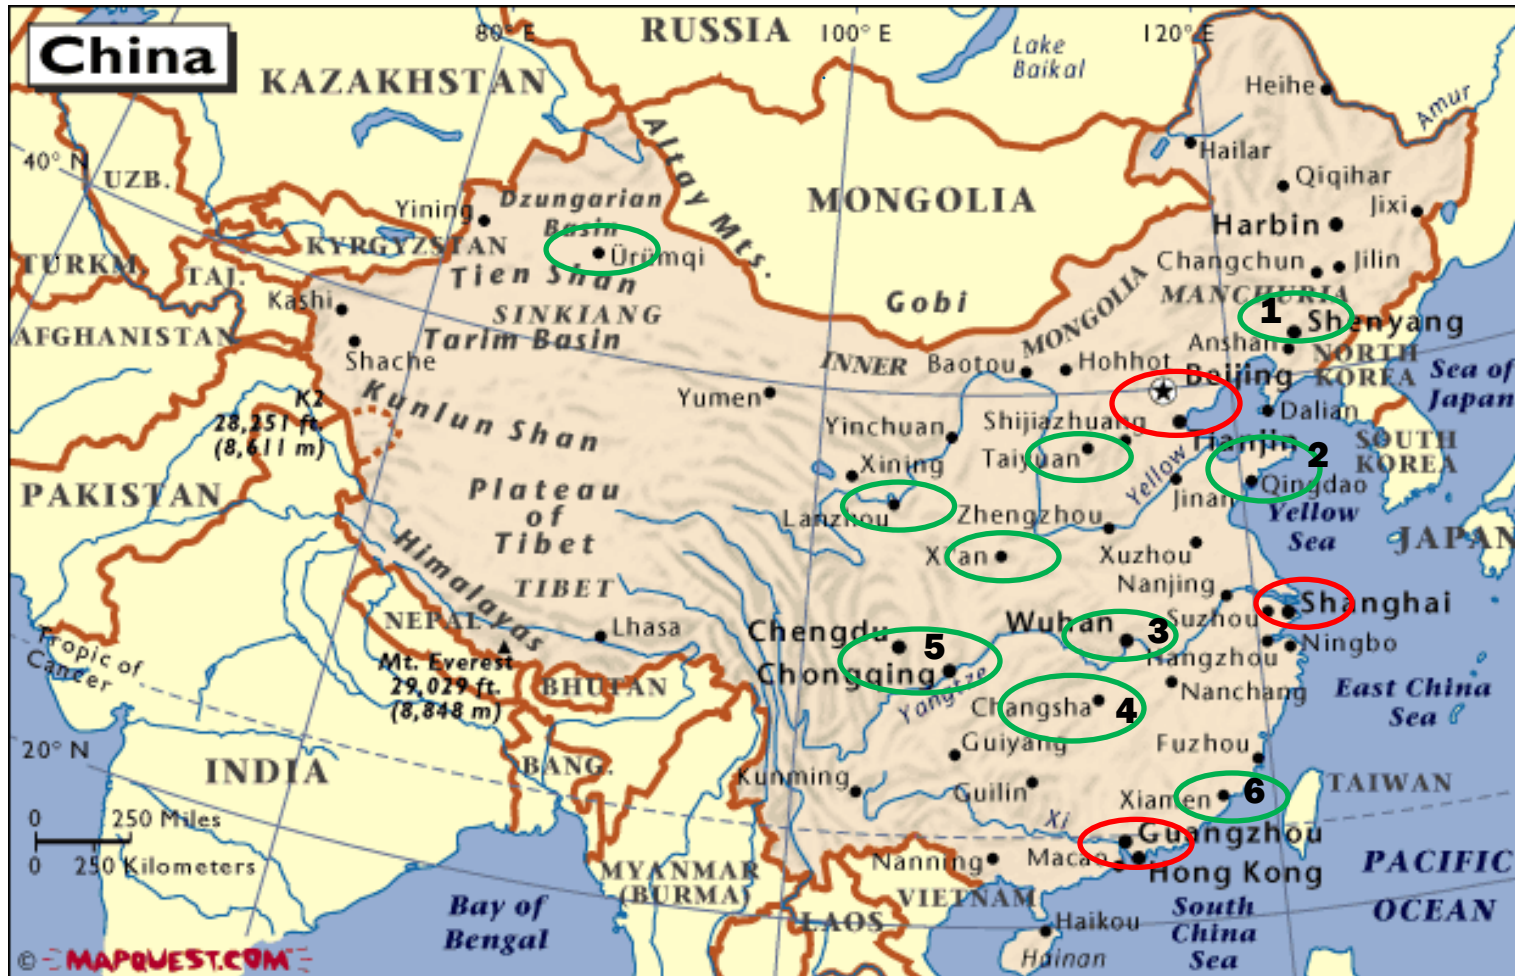 China
80° E
RUSSIA
100° E
120° E
Lake
Baikal
KAZAKHSTAN
Heihe
Amur
Altay Mts.
40° N
UZB.
Hailar
Qiqihar
Jixi
MONGOLIA
Dzungarian
Basin
Yining
KYRGYZSTAN
Ürümqi
Harbin
TURKM.
TAJ.
Tien Shan
Changchun
Jilin
MANCHURIA
Kashi
SINKIANG
Gobi
1
Shenyang
AFGHANISTAN
Tarim Basin
Shache
INNER
MONGOLIA
Baotou
Hohhot
Anshan
NORTH
KOREA
Sea of
Japan
Beijing
K2
28,251 ft.
(8,611 m)
Kunlun Shan
Yumen
Yinchuan
Shijiazhuang
Dalian
Tianjin
SOUTH
KOREA
2
Xining
Taiyuan
Yellow
Jinan
Qingdao
PAKISTAN
Plateau
of
Tibet
Lanzhou
Zhengzhou
Yellow
Sea
JAPAN
Himalayas
Xi'an
Xuzhou
TIBET
Nanjing
Shanghai
NEPAL
Lhasa
Chengdu
5
Wuhan
3
Suzhou
Ningbo
Tropic of
Cancer
Mt. Everest
29,029 ft.
(8,848 m)
BHUTAN
Chongqing
Yangtze
Hangzhou
Nanchang
East China
Sea
Changsha
4
20° N
INDIA
BANG.
Kunming
Guiyang
Fuzhou
Guilin
Xiamen
6
TAIWAN
0 250 Miles
0 250 Kilometers
Xi
Guangzhou
MYANMAR
(BURMA)
Nanning
Macao
Hong Kong
PACIFIC
OCEAN
VIETNAM
LAOS
Bay of
Bengal
Haikou
Hainan
South
China
Sea
© MAPQUEST.COM